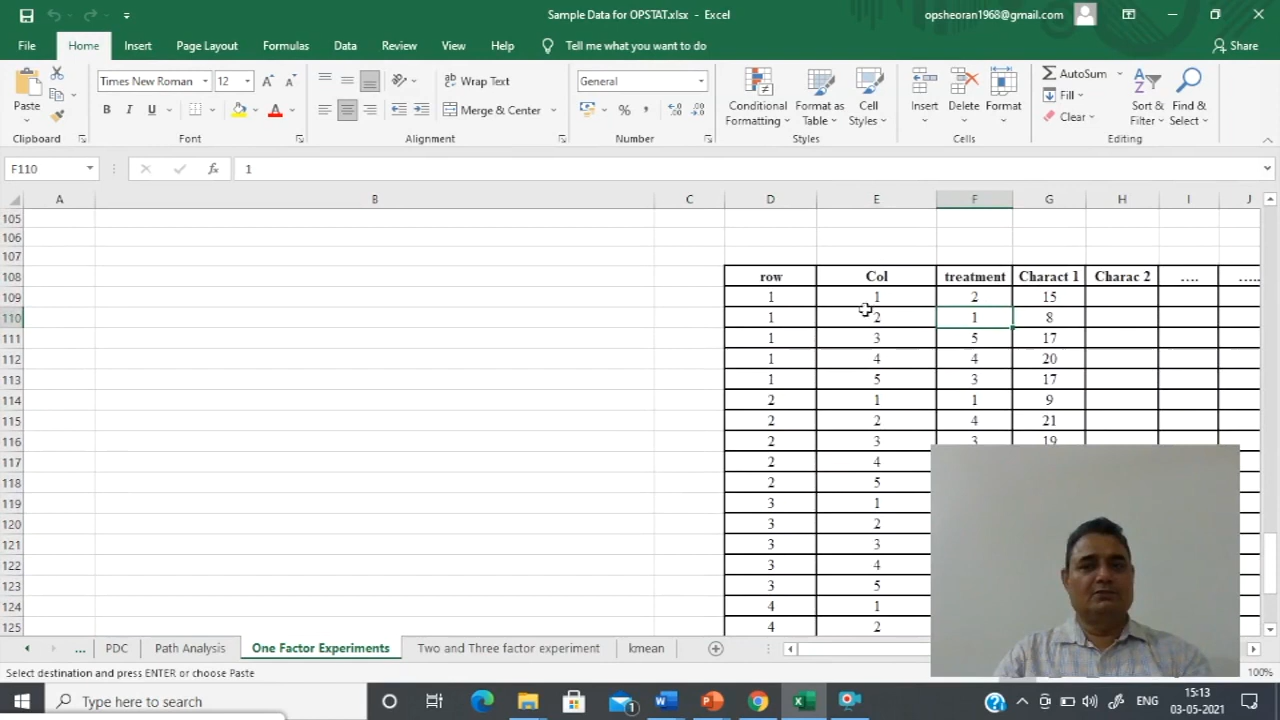 Sample Data for OPSTAT.xlsx - Excel
opsheoran1968@gmail.com
File Home Insert Page Layout Formulas Data Review View Help Tell me what you want to do Share
Times New Roman 12 Wrap Text General AutoSum
Fill
Paste B I U Merge & Center % Conditional Formatting Format as Table Cell Styles Insert Delete Format Clear Sort & Filter Find & Select
Clipboard Font Alignment Number Styles Cells Editing
F110 fx 1
A B C D E F G H I J
105
106
107
108 row Col treatment Charact 1 Charac 2 .... .....
109 1 1 2 15
110 1 2 1 8
111 1 3 5 17
112 1 4 4 20
113 1 5 3 17
114 2 1 1 9
115 2 2 4 21
116 2 3 3 19
117 2 4
118 2 5
119 3 1
120 3 2
121 3 3
122 3 4
123 3 5
124 4 1
125 4 2
... PDC Path Analysis One Factor Experiments Two and Three factor experiment kmean
Select destination and press ENTER or choose Paste 100%
Type here to search 1 ENG 15:13
03-05-2021